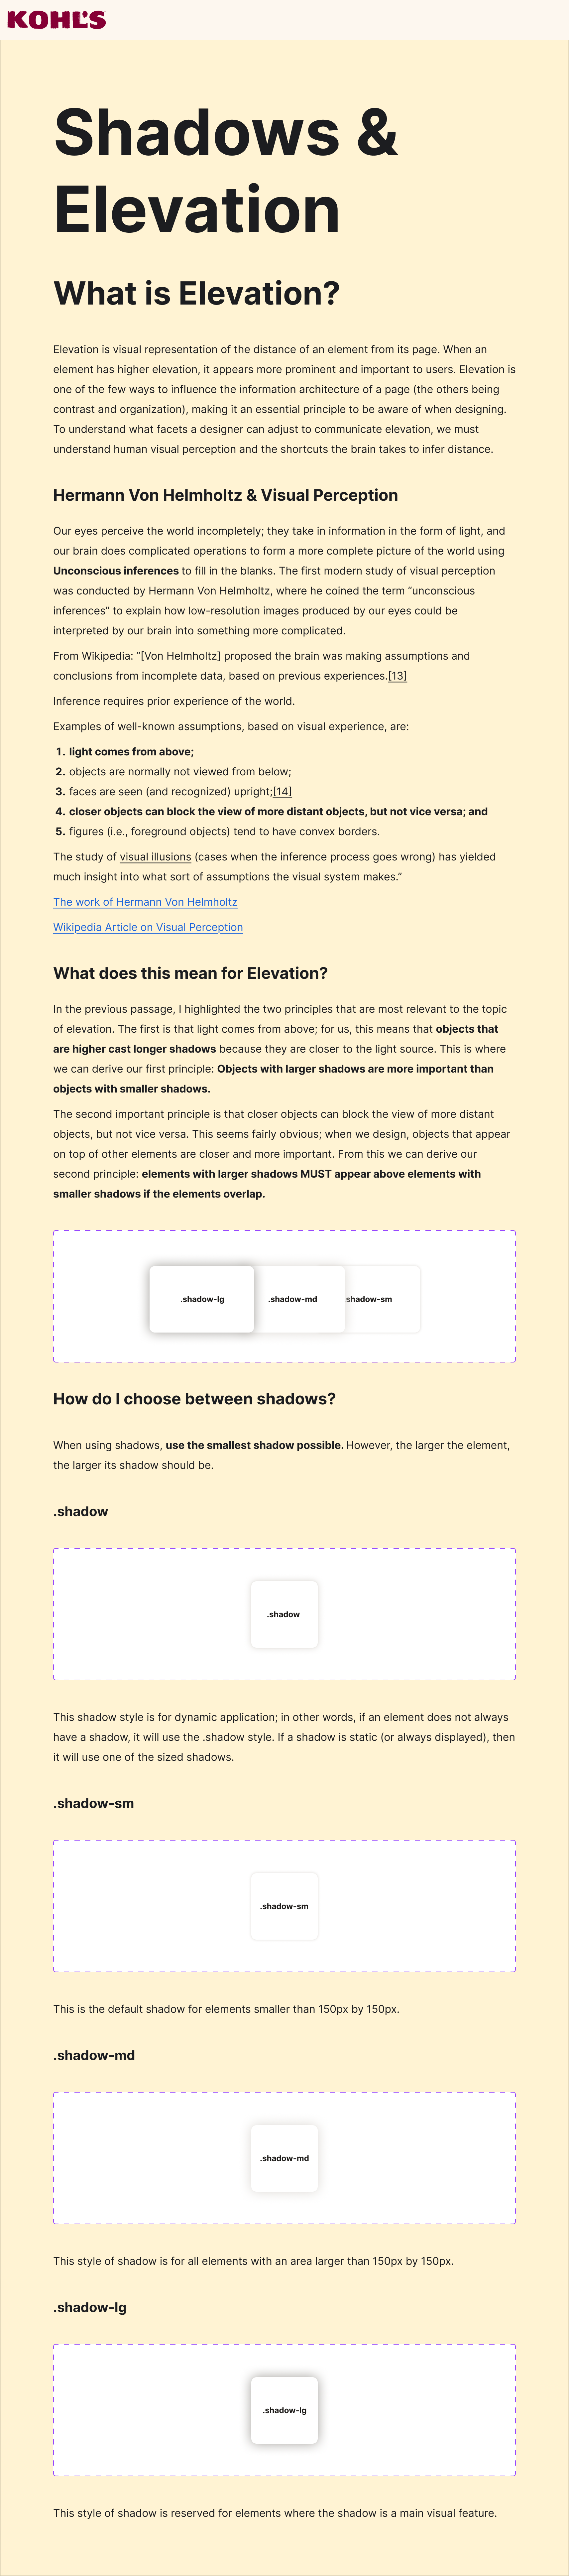 KOHL'S
Shadows &
Elevation
What is Elevation?
Elevation is visual representation of the distance of an element from its page. When an
element has higher elevation, it appears more prominent and important to users. Elevation is
one of the few ways to influence the information architecture of a page (the others being
contrast and organization), making it an essential principle to be aware of when designing.
To understand what facets a designer can adjust to communicate elevation, we must
understand human visual perception and the shortcuts the brain takes to infer distance.
Hermann Von Helmholtz & Visual Perception
Our eyes perceive the world incompletely; they take in information in the form of light, and
our brain does complicated operations to form a more complete picture of the world using
Unconscious inferences to fill in the blanks. The first modern study of visual perception
was conducted by Hermann Von Helmholtz, where he coined the term “unconscious
inferences” to explain how low-resolution images produced by our eyes could be
interpreted by our brain into something more complicated.
From Wikipedia: “[Von Helmholtz] proposed the brain was making assumptions and
conclusions from incomplete data, based on previous experiences.[13]
Inference requires prior experience of the world.
Examples of well-known assumptions, based on visual experience, are:
1. light comes from above;
2. objects are normally not viewed from below;
3. faces are seen (and recognized) upright;[14]
4. closer objects can block the view of more distant objects, but not vice versa; and
5. figures (i.e., foreground objects) tend to have convex borders.
The study of visual illusions (cases when the inference process goes wrong) has yielded
much insight into what sort of assumptions the visual system makes.”
The work of Hermann Von Helmholtz
Wikipedia Article on Visual Perception
What does this mean for Elevation?
In the previous passage, I highlighted the two principles that are most relevant to the topic
of elevation. The first is that light comes from above; for us, this means that objects that
are higher cast longer shadows because they are closer to the light source. This is where
we can derive our first principle: Objects with larger shadows are more important than
objects with smaller shadows.
The second important principle is that closer objects can block the view of more distant
objects, but not vice versa. This seems fairly obvious; when we design, objects that appear
on top of other elements are closer and more important. From this we can derive our
second principle: elements with larger shadows MUST appear above elements with
smaller shadows if the elements overlap.
.shadow-lg .shadow-md .shadow-sm
How do I choose between shadows?
When using shadows, use the smallest shadow possible. However, the larger the element,
the larger its shadow should be.
.shadow
.shadow
This shadow style is for dynamic application; in other words, if an element does not always
have a shadow, it will use the .shadow style. If a shadow is static (or always displayed), then
it will use one of the sized shadows.
.shadow-sm
.shadow-sm
This is the default shadow for elements smaller than 150px by 150px.
.shadow-md
.shadow-md
This style of shadow is for all elements with an area larger than 150px by 150px.
.shadow-lg
.shadow-lg
This style of shadow is reserved for elements where the shadow is a main visual feature.